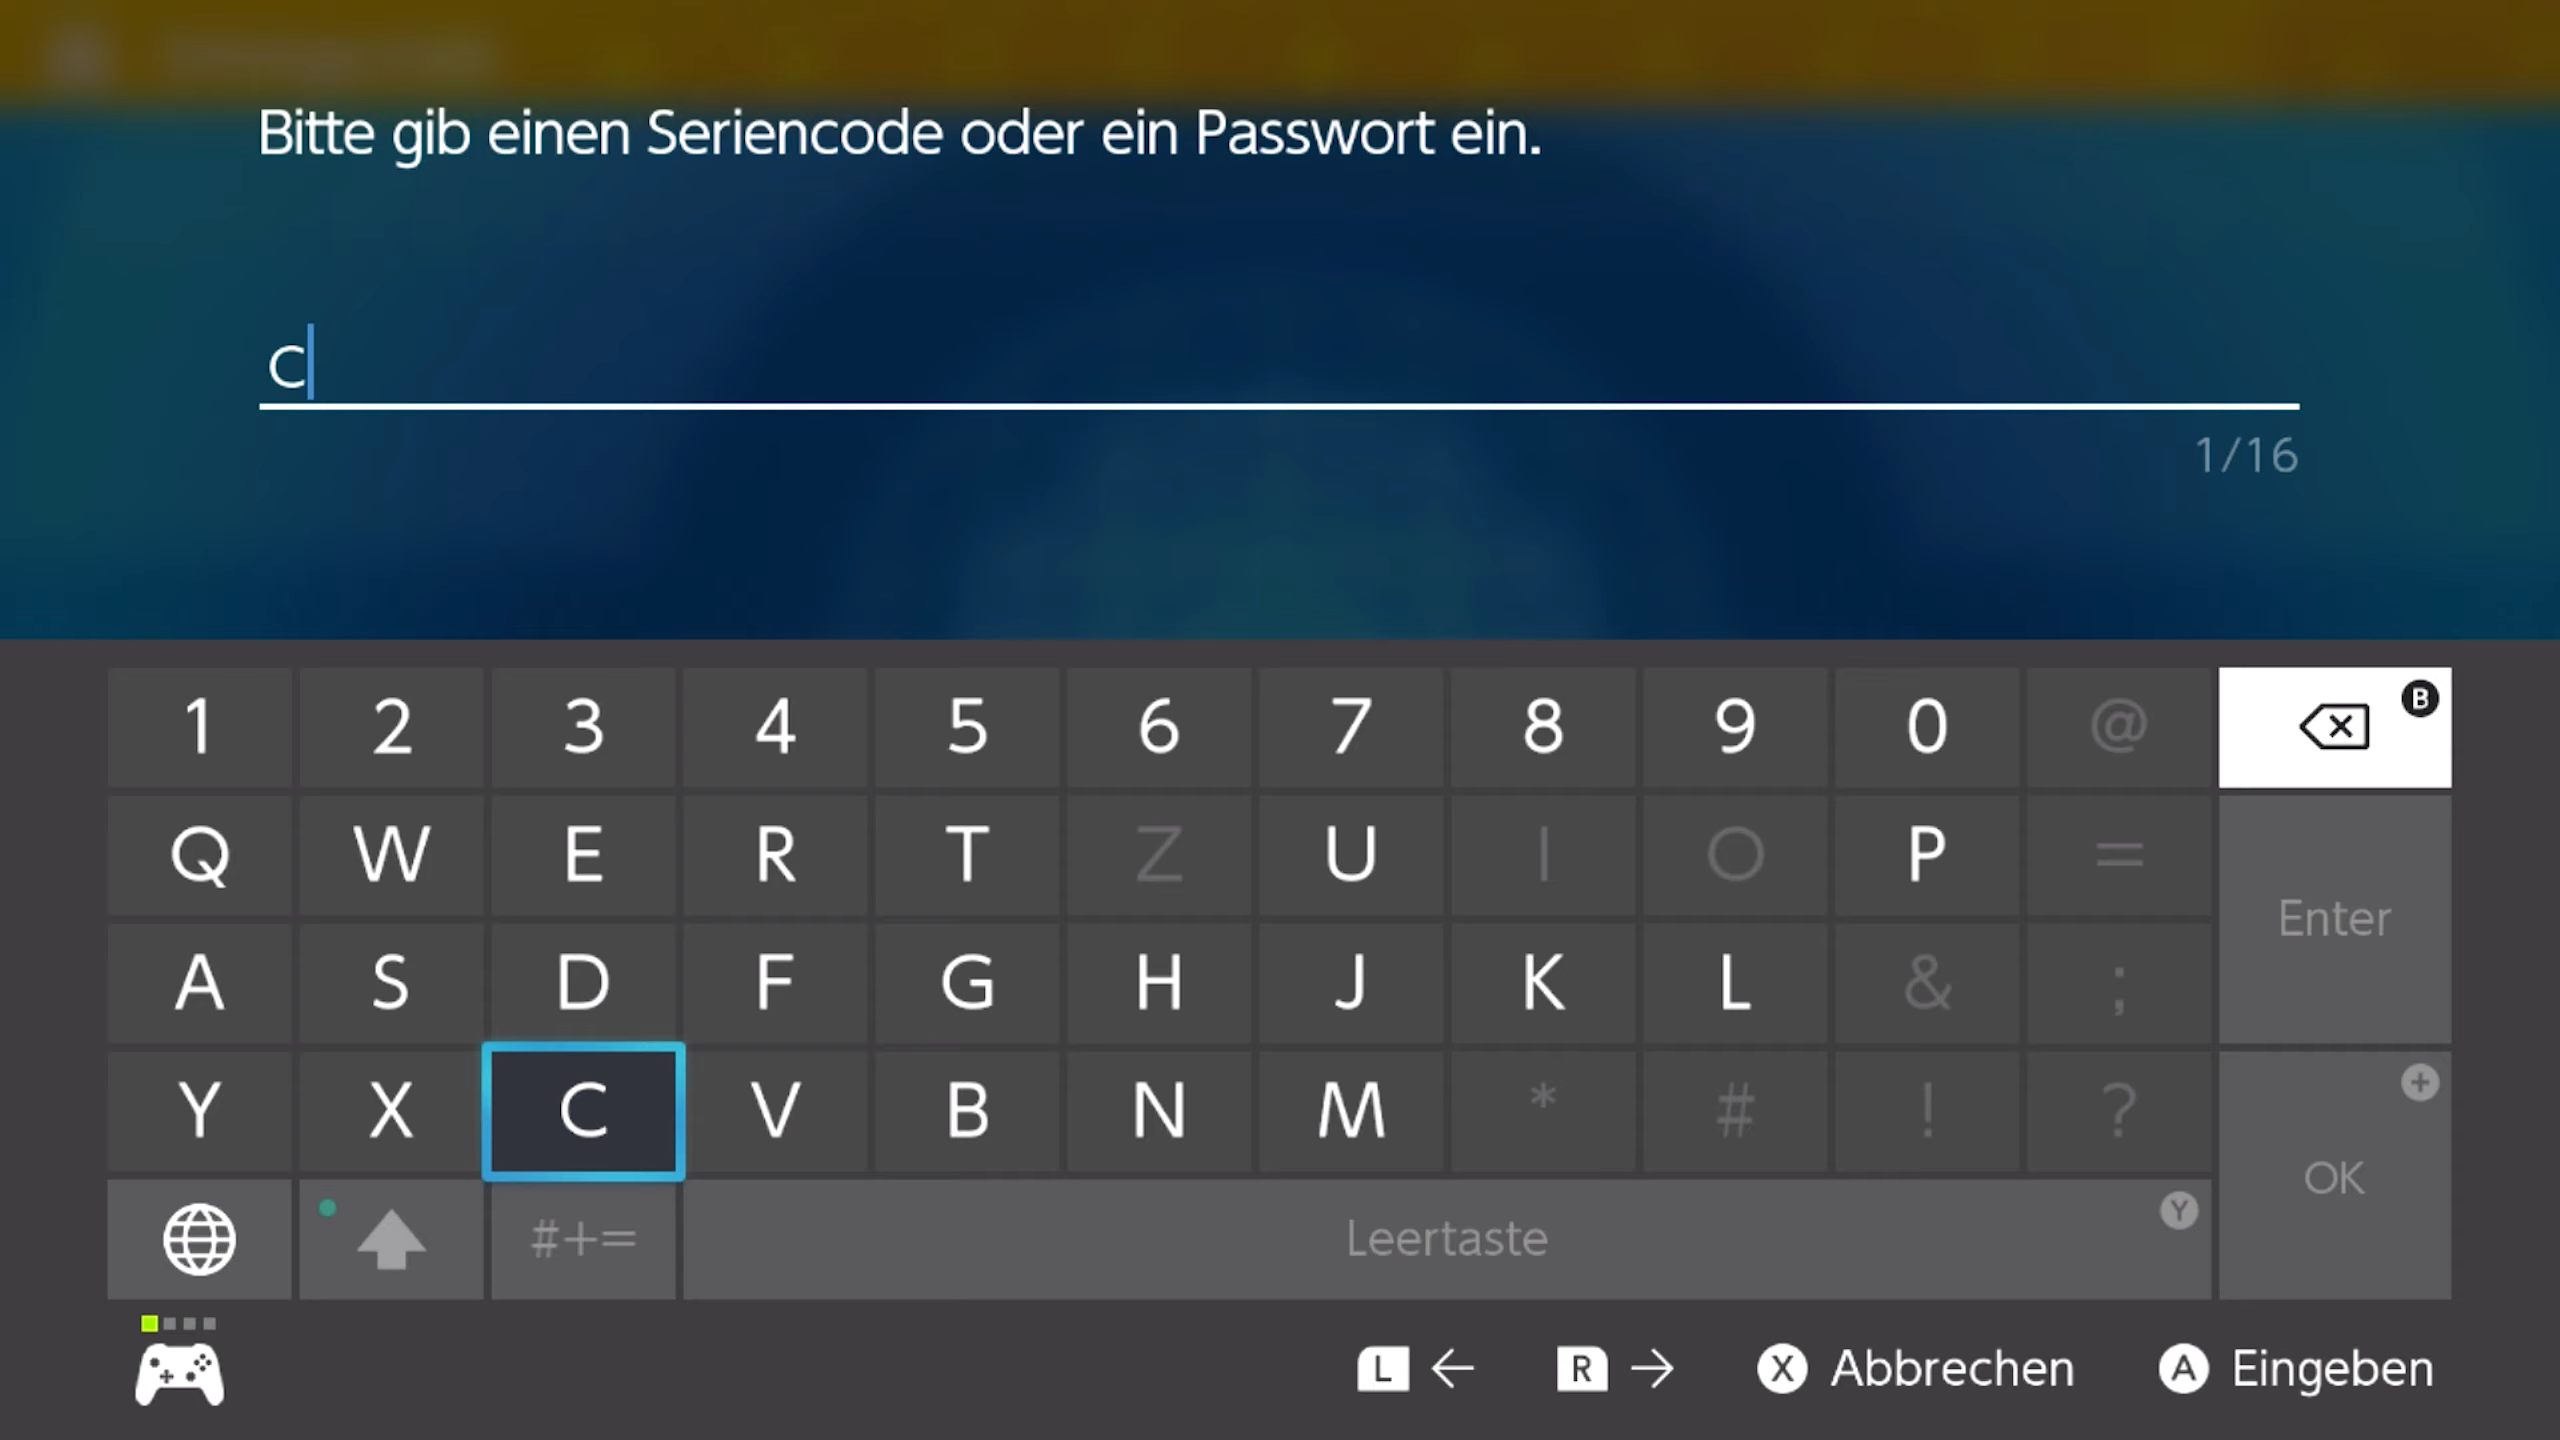 Bitte gib einen Seriencode oder ein Passwort ein.
C
1/16
1 2 3 4 5 6 7 8 9 0 @ B
Q W E R T Z U I O P = Enter
A S D F G H J K L & ;
Y X C V B N M * # ! ? + OK
#+= Leertaste Y
L ← R → X Abbrechen A Eingeben